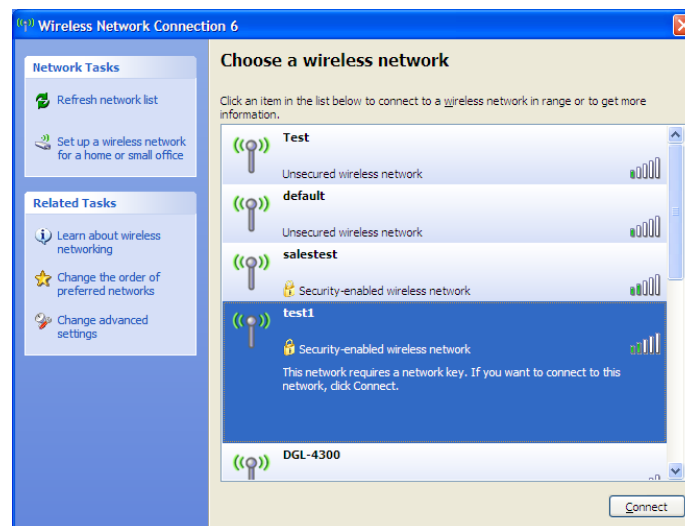 Wireless Network Connection 6
Network Tasks
Refresh network list
Set up a wireless network
for a home or small office
Related Tasks
Learn about wireless
networking
Change the order of
preferred networks
Change advanced
settings
Choose a wireless network
Click an item in the list below to connect to a wireless network in range or to get more
information.
Test
Unsecured wireless network
default
Unsecured wireless network
salestest
Security-enabled wireless network
test1
Security-enabled wireless network
This network requires a network key. If you want to connect to this
network, click Connect.
DGL-4300
Connect